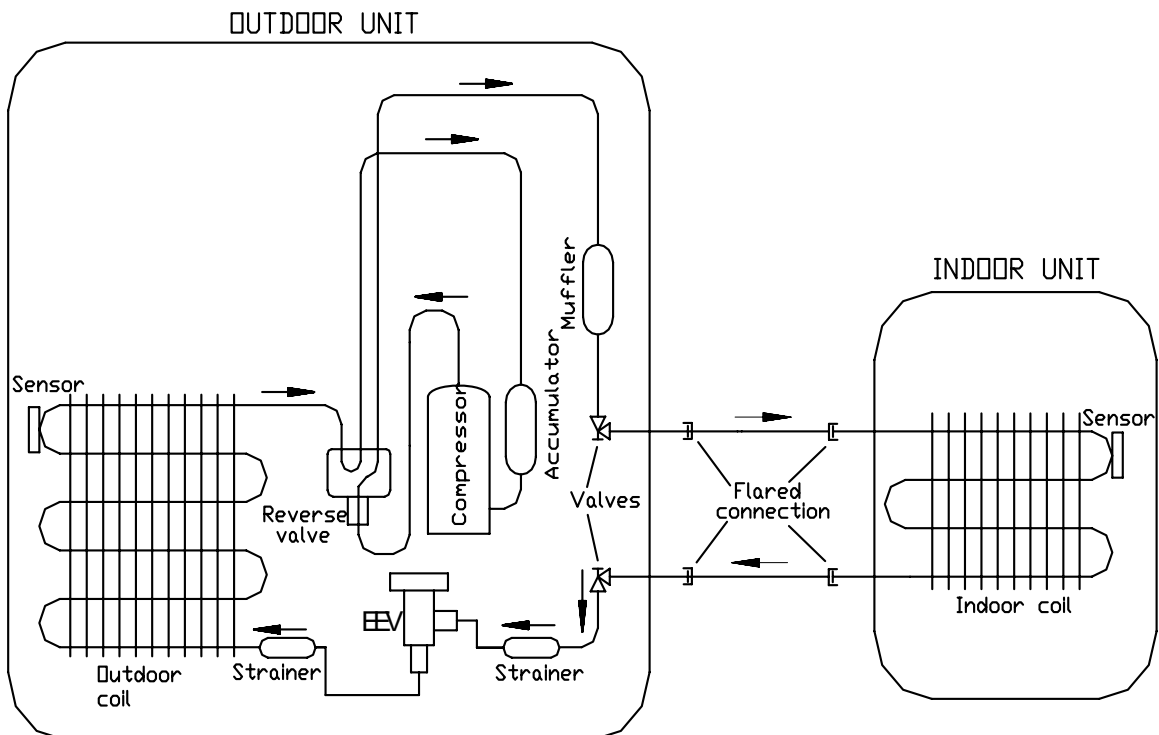 OUTDOOR UNIT
INDOOR UNIT
Muffler
Accumulator
Sensor
Compressor
Sensor
Reverse
valve
Valves
Flared
connection
EEV
Indoor coil
Outdoor
coil
Strainer
Strainer